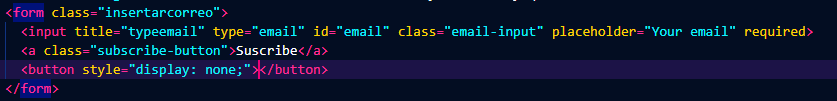 <form class="insertarcorreo">
<input title="typeemail" type="email" id="email" class="email-input" placeholder="Your email" required>
<a class="subscribe-button">Suscribe</a>
<button style="display: none;"></button>
</form>